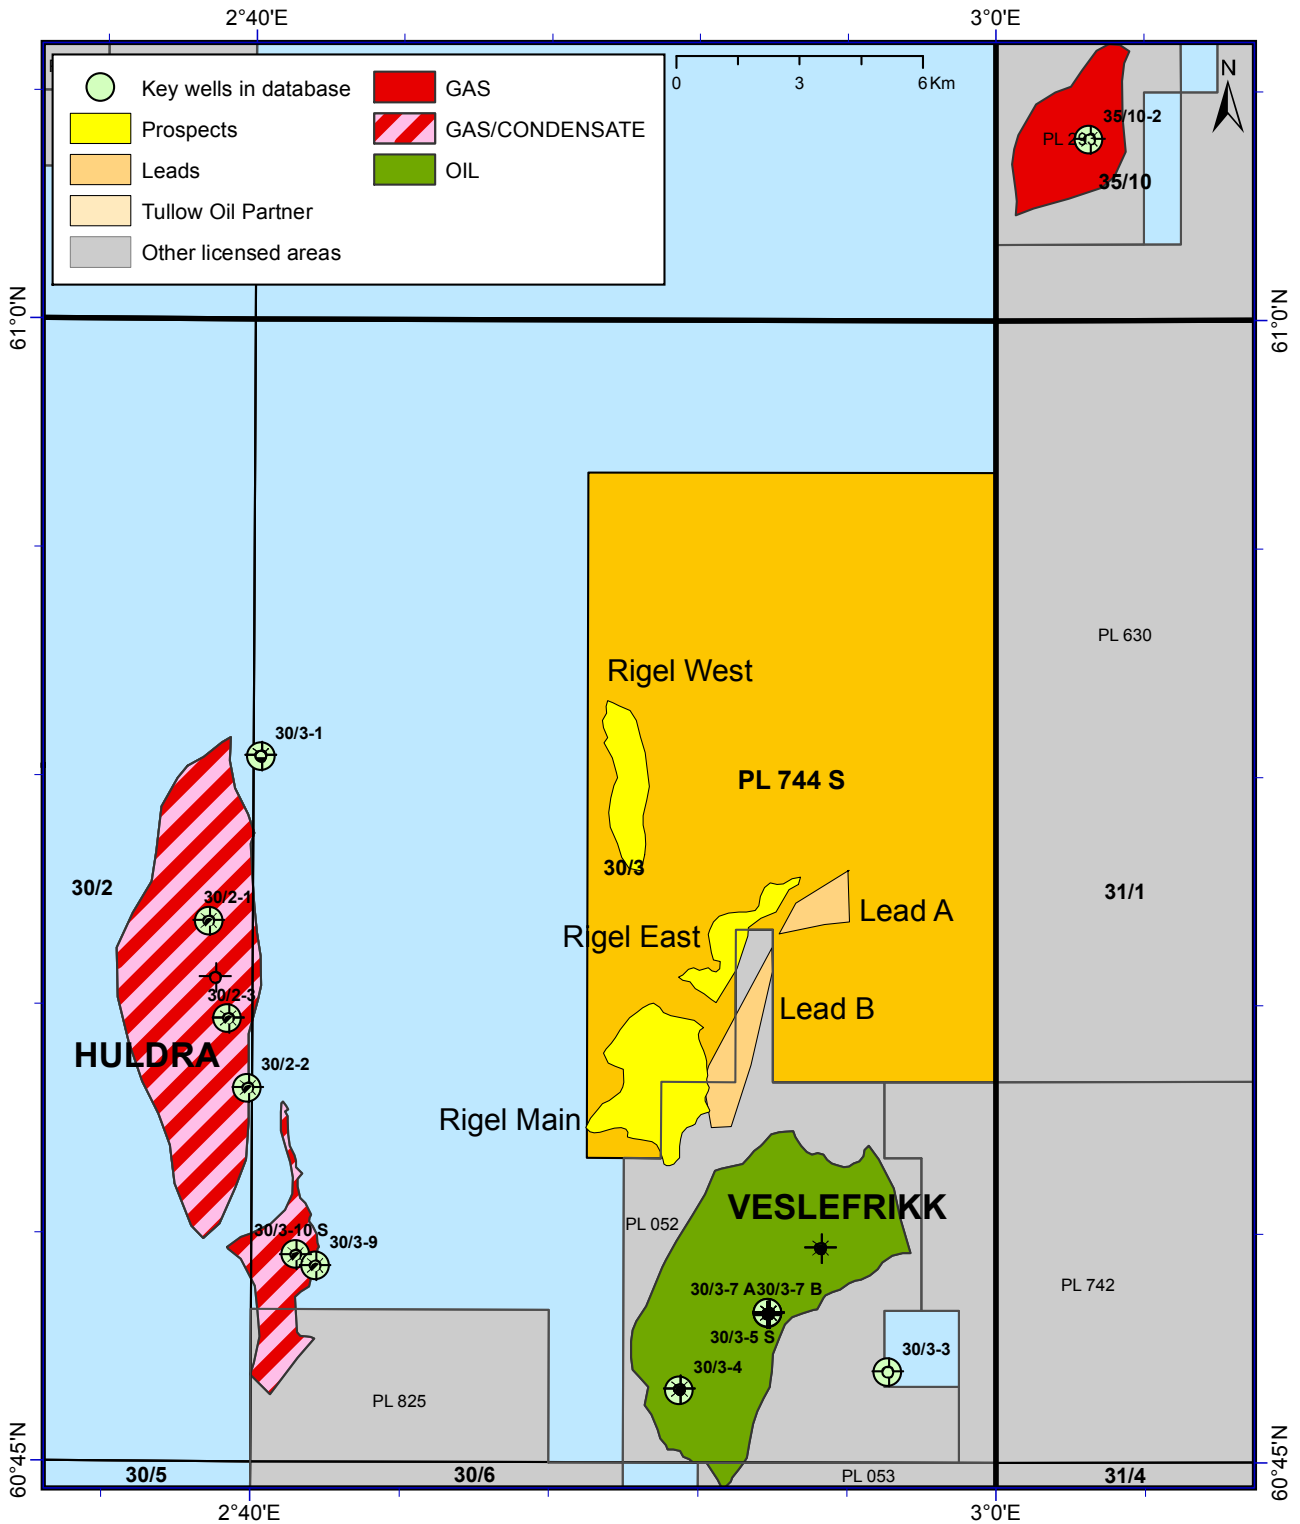 2°40'E
3°0'E
Key wells in database
Prospects
Leads
Tullow Oil Partner
Other licensed areas
GAS
GAS/CONDENSATE
OIL
0
3
6 Km
N
35/10-2
PL 293
35/10
61°0'N
61°0'N
PL 630
Rigel West
30/3-1
PL 744 S
30/3
30/2
30/2-1
31/1
Lead A
Rigel East
30/2-3
Lead B
HULDRA
30/2-2
Rigel Main
VESLEFRIKK
PL 052
30/3-10 S
30/3-9
PL 742
30/3-7 A
30/3-7 B
30/3-5 S
30/3-3
30/3-4
PL 825
60°45'N
60°45'N
30/5
30/6
PL 053
31/4
2°40'E
3°0'E